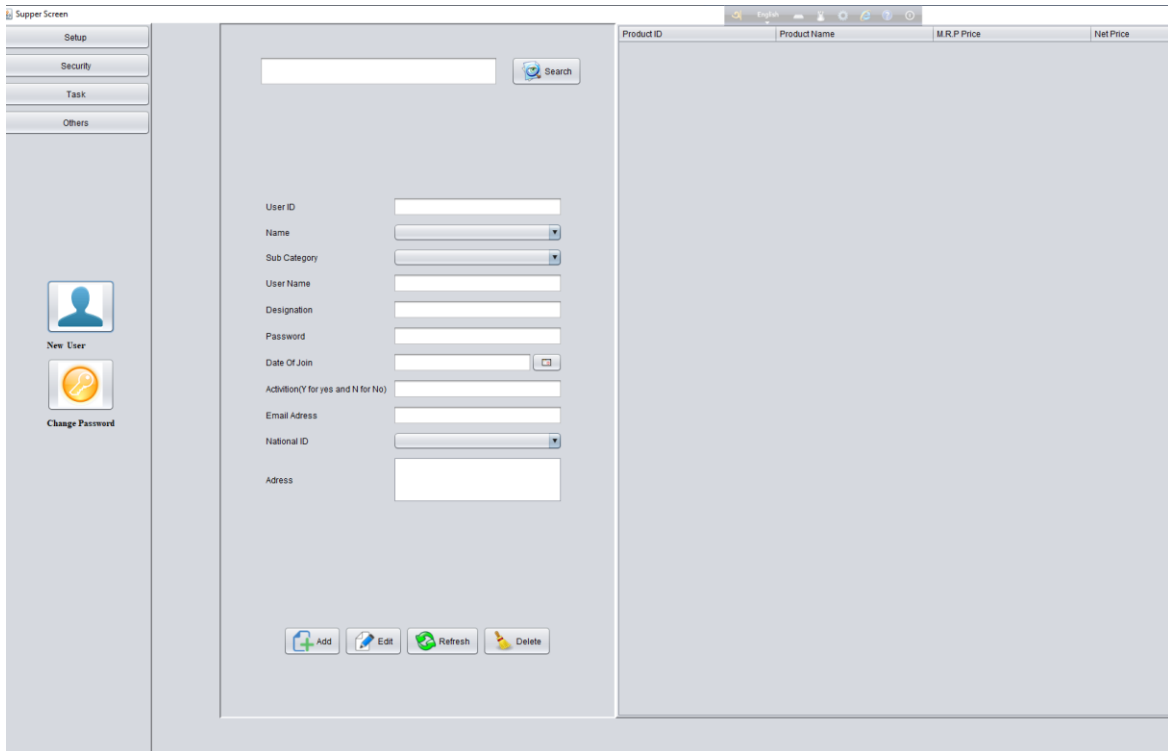 Supper Screen
English
Setup
Security
Task
Others
New User
Change Password
Search
User ID
Name
Sub Category
User Name
Designation
Password
Date Of Join
Activition(Y for yes and N for No)
Email Adress
National ID
Adress
Add Edit Refresh Delete
Product ID Product Name M.R.P Price Net Price